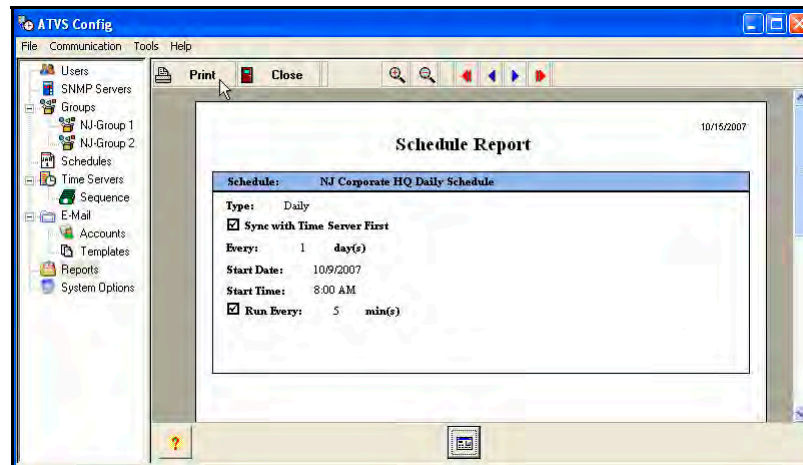 ATVS Config
File Communication Tools Help
Users
SNMP Servers
Groups
NJ-Group 1
NJ-Group 2
Schedules
Time Servers
Sequence
E-Mail
Accounts
Templates
Reports
System Options
Print Close
10/15/2007
Schedule Report
Schedule: NJ Corporate HQ Daily Schedule
Type: Daily
Sync with Time Server First
Every: 1 day(s)
Start Date: 10/9/2007
Start Time: 8:00 AM
Run Every: 5 min(s)
?